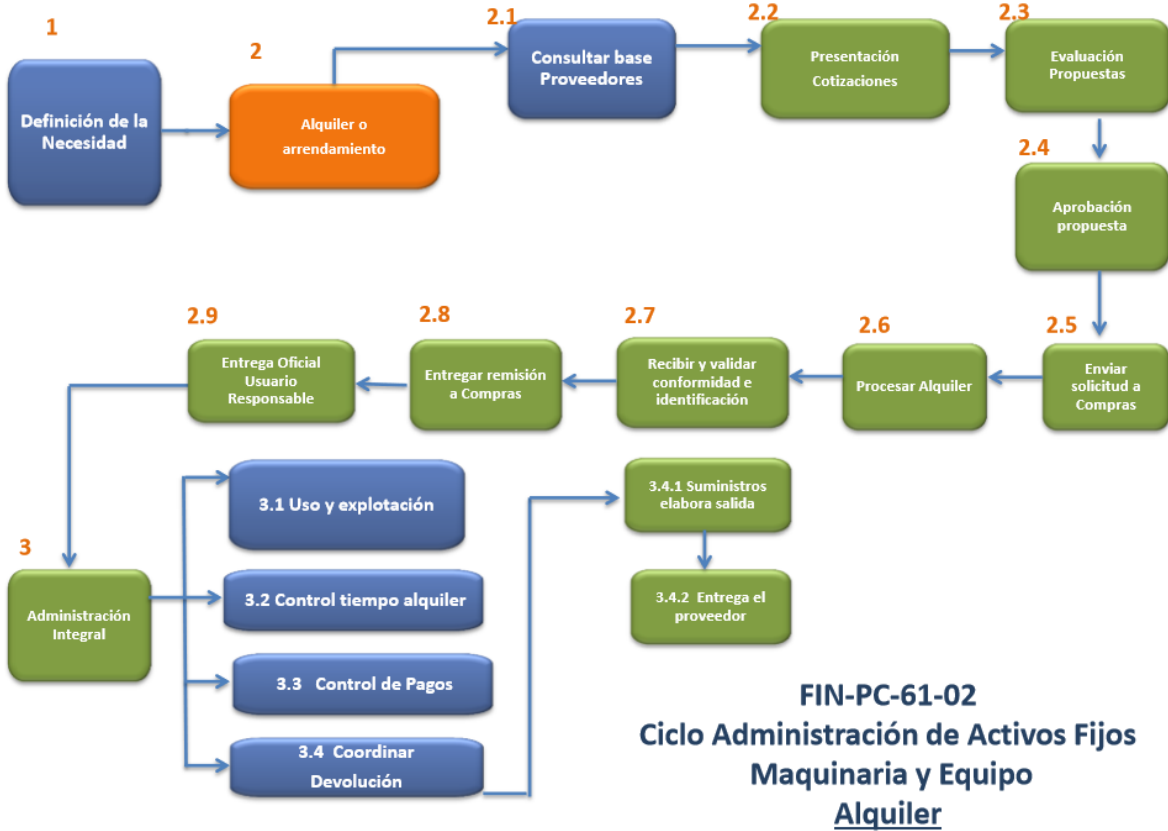 1
Definición de la
Necesidad
2
Alquiler o
arrendamiento
2.1
Consultar base
Proveedores
2.2
Presentación
Cotizaciones
2.3
Evaluación
Propuestas
2.4
Aprobación
propuesta
2.5
Enviar
solicitud a
Compras
2.6
Procesar Alquiler
2.7
Recibir y validar
conformidad e
identificación
2.8
Entregar remisión
a Compras
2.9
Entrega Oficial
Usuario
Responsable
3
Administración
Integral
3.1 Uso y explotación
3.2 Control tiempo alquiler
3.3 Control de Pagos
3.4 Coordinar
Devolución
3.4.1 Suministros
elabora salida
3.4.2 Entrega el
proveedor
FIN-PC-61-02
Ciclo Administración de Activos Fijos
Maquinaria y Equipo
Alquiler